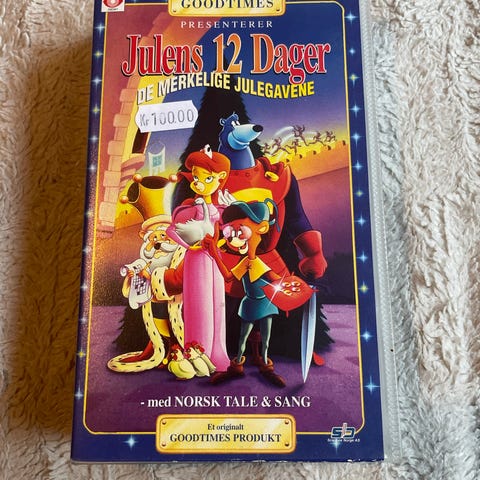 GOODTIMES
PRESENTERER
Julens 12 Dager
DE MERKELIGE JULEGAVENE
Kr 100.00
- med NORSK TALE & SANG
Et originalt
GOODTIMES PRODUKT